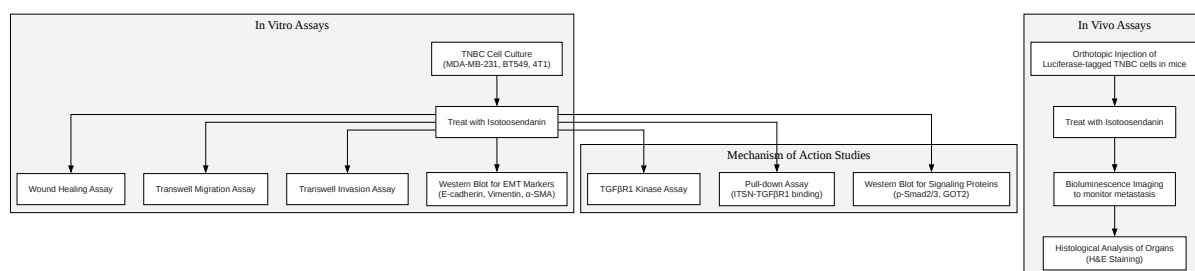 In Vitro Assays
TNBC Cell Culture
(MDA-MB-231, BT549, 4T1)
Treat with Isotoosendanin
Wound Healing Assay
Transwell Migration Assay
Transwell Invasion Assay
Western Blot for EMT Markers
(E-cadherin, Vimentin, α-SMA)
Mechanism of Action Studies
TGFβR1 Kinase Assay
Pull-down Assay
(ITSN-TGFβR1 binding)
Western Blot for Signaling Proteins
(p-Smad2/3, GOT2)
In Vivo Assays
Orthotopic Injection of
Luciferase-tagged TNBC cells in mice
Treat with Isotoosendanin
Bioluminescence Imaging
to monitor metastasis
Histological Analysis of Organs
(H&E Staining)